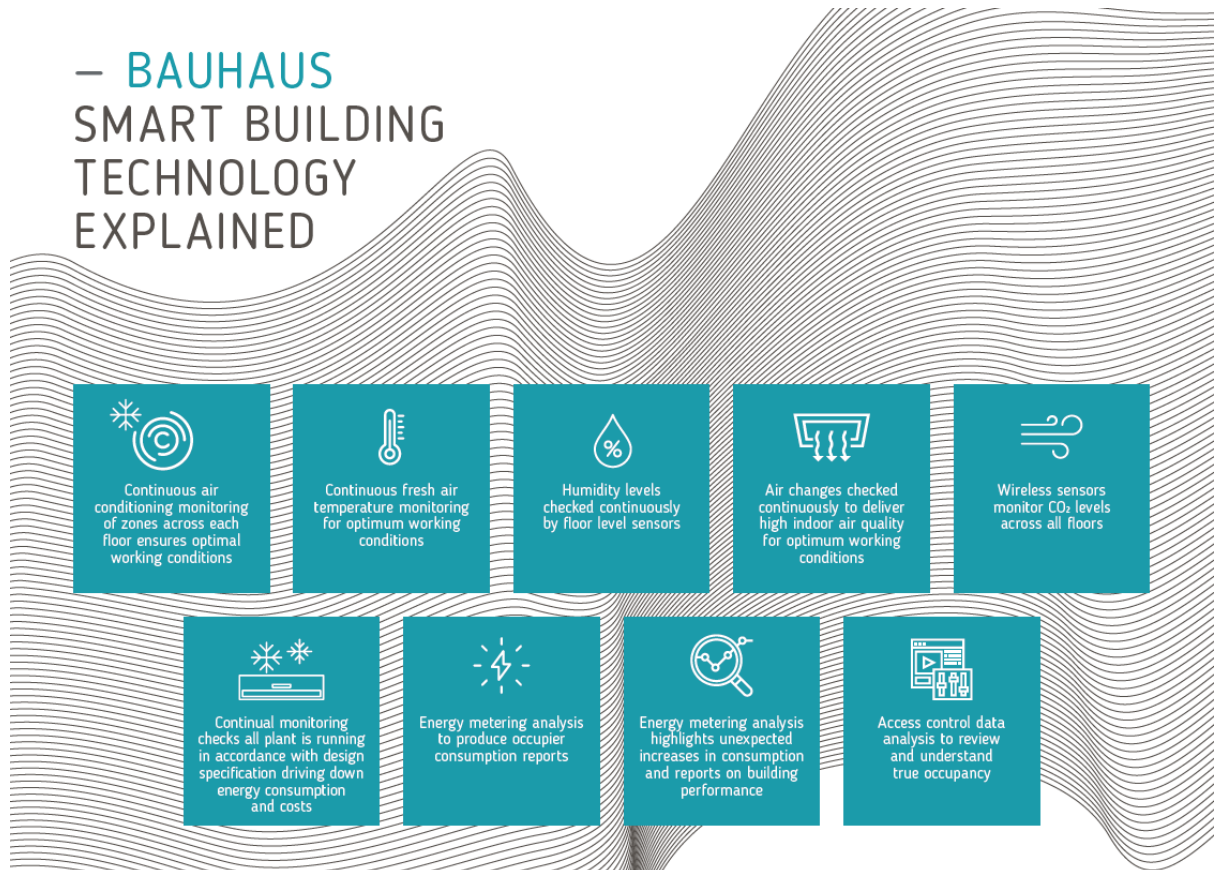 – BAUHAUS
SMART BUILDING
TECHNOLOGY
EXPLAINED
C
Continuous air
conditioning monitoring
of zones across each
floor ensures optimal
working conditions
Continuous fresh air
temperature monitoring
for optimum working
conditions
%
Humidity levels
checked continuously
by floor level sensors
Air changes checked
continuously to deliver
high indoor air quality
for optimum working
conditions
Wireless sensors
monitor CO₂ levels
across all floors
Continual monitoring
checks all plant is running
in accordance with design
specification driving down
energy consumption
and costs
Energy metering analysis
to produce occupier
consumption reports
Energy metering analysis
highlights unexpected
increases in consumption
and reports on building
performance
Access control data
analysis to review
and understand
true occupancy